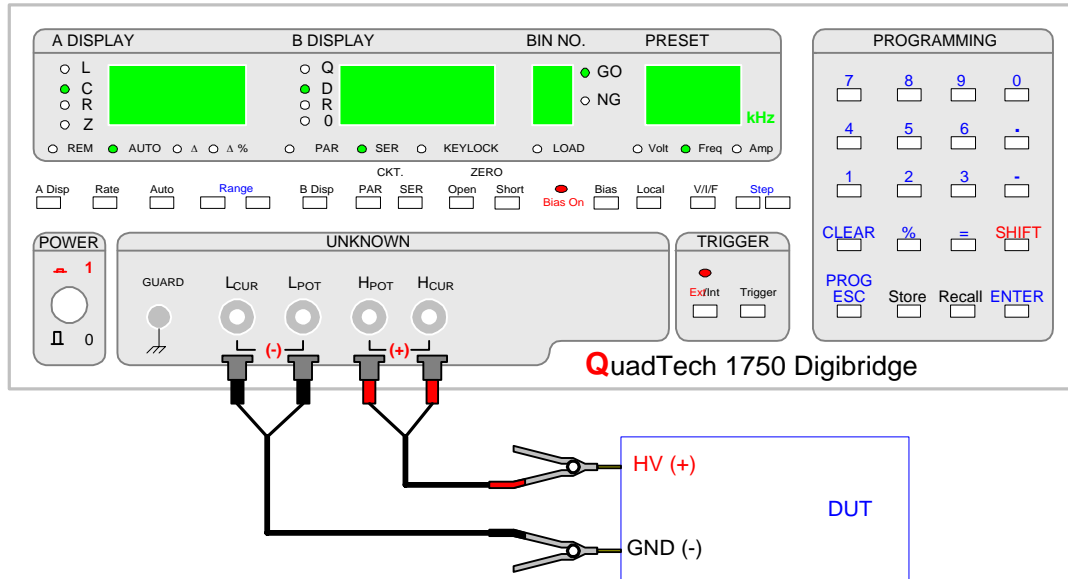 A DISPLAY B DISPLAY BIN NO. PRESET
L
C
R
Z
Q
D
R
0
GO
NG
kHz
REM AUTO Δ Δ % PAR SER KEYLOCK LOAD Volt Freq Amp
CKT. ZERO
A Disp Rate Auto Range B Disp PAR SER Open Short Bias On Bias Local V/I/F Step
PROGRAMMING
7 8 9 0
4 5 6 .
1 2 3 -
CLEAR % = SHIFT
PROG
ESC Store Recall ENTER
POWER
1
0
UNKNOWN
GUARD LCUR LPOT HPOT HCUR
(-) (+)
TRIGGER
Ext/Int Trigger
QuadTech 1750 Digibridge
HV (+)
DUT
GND (-)